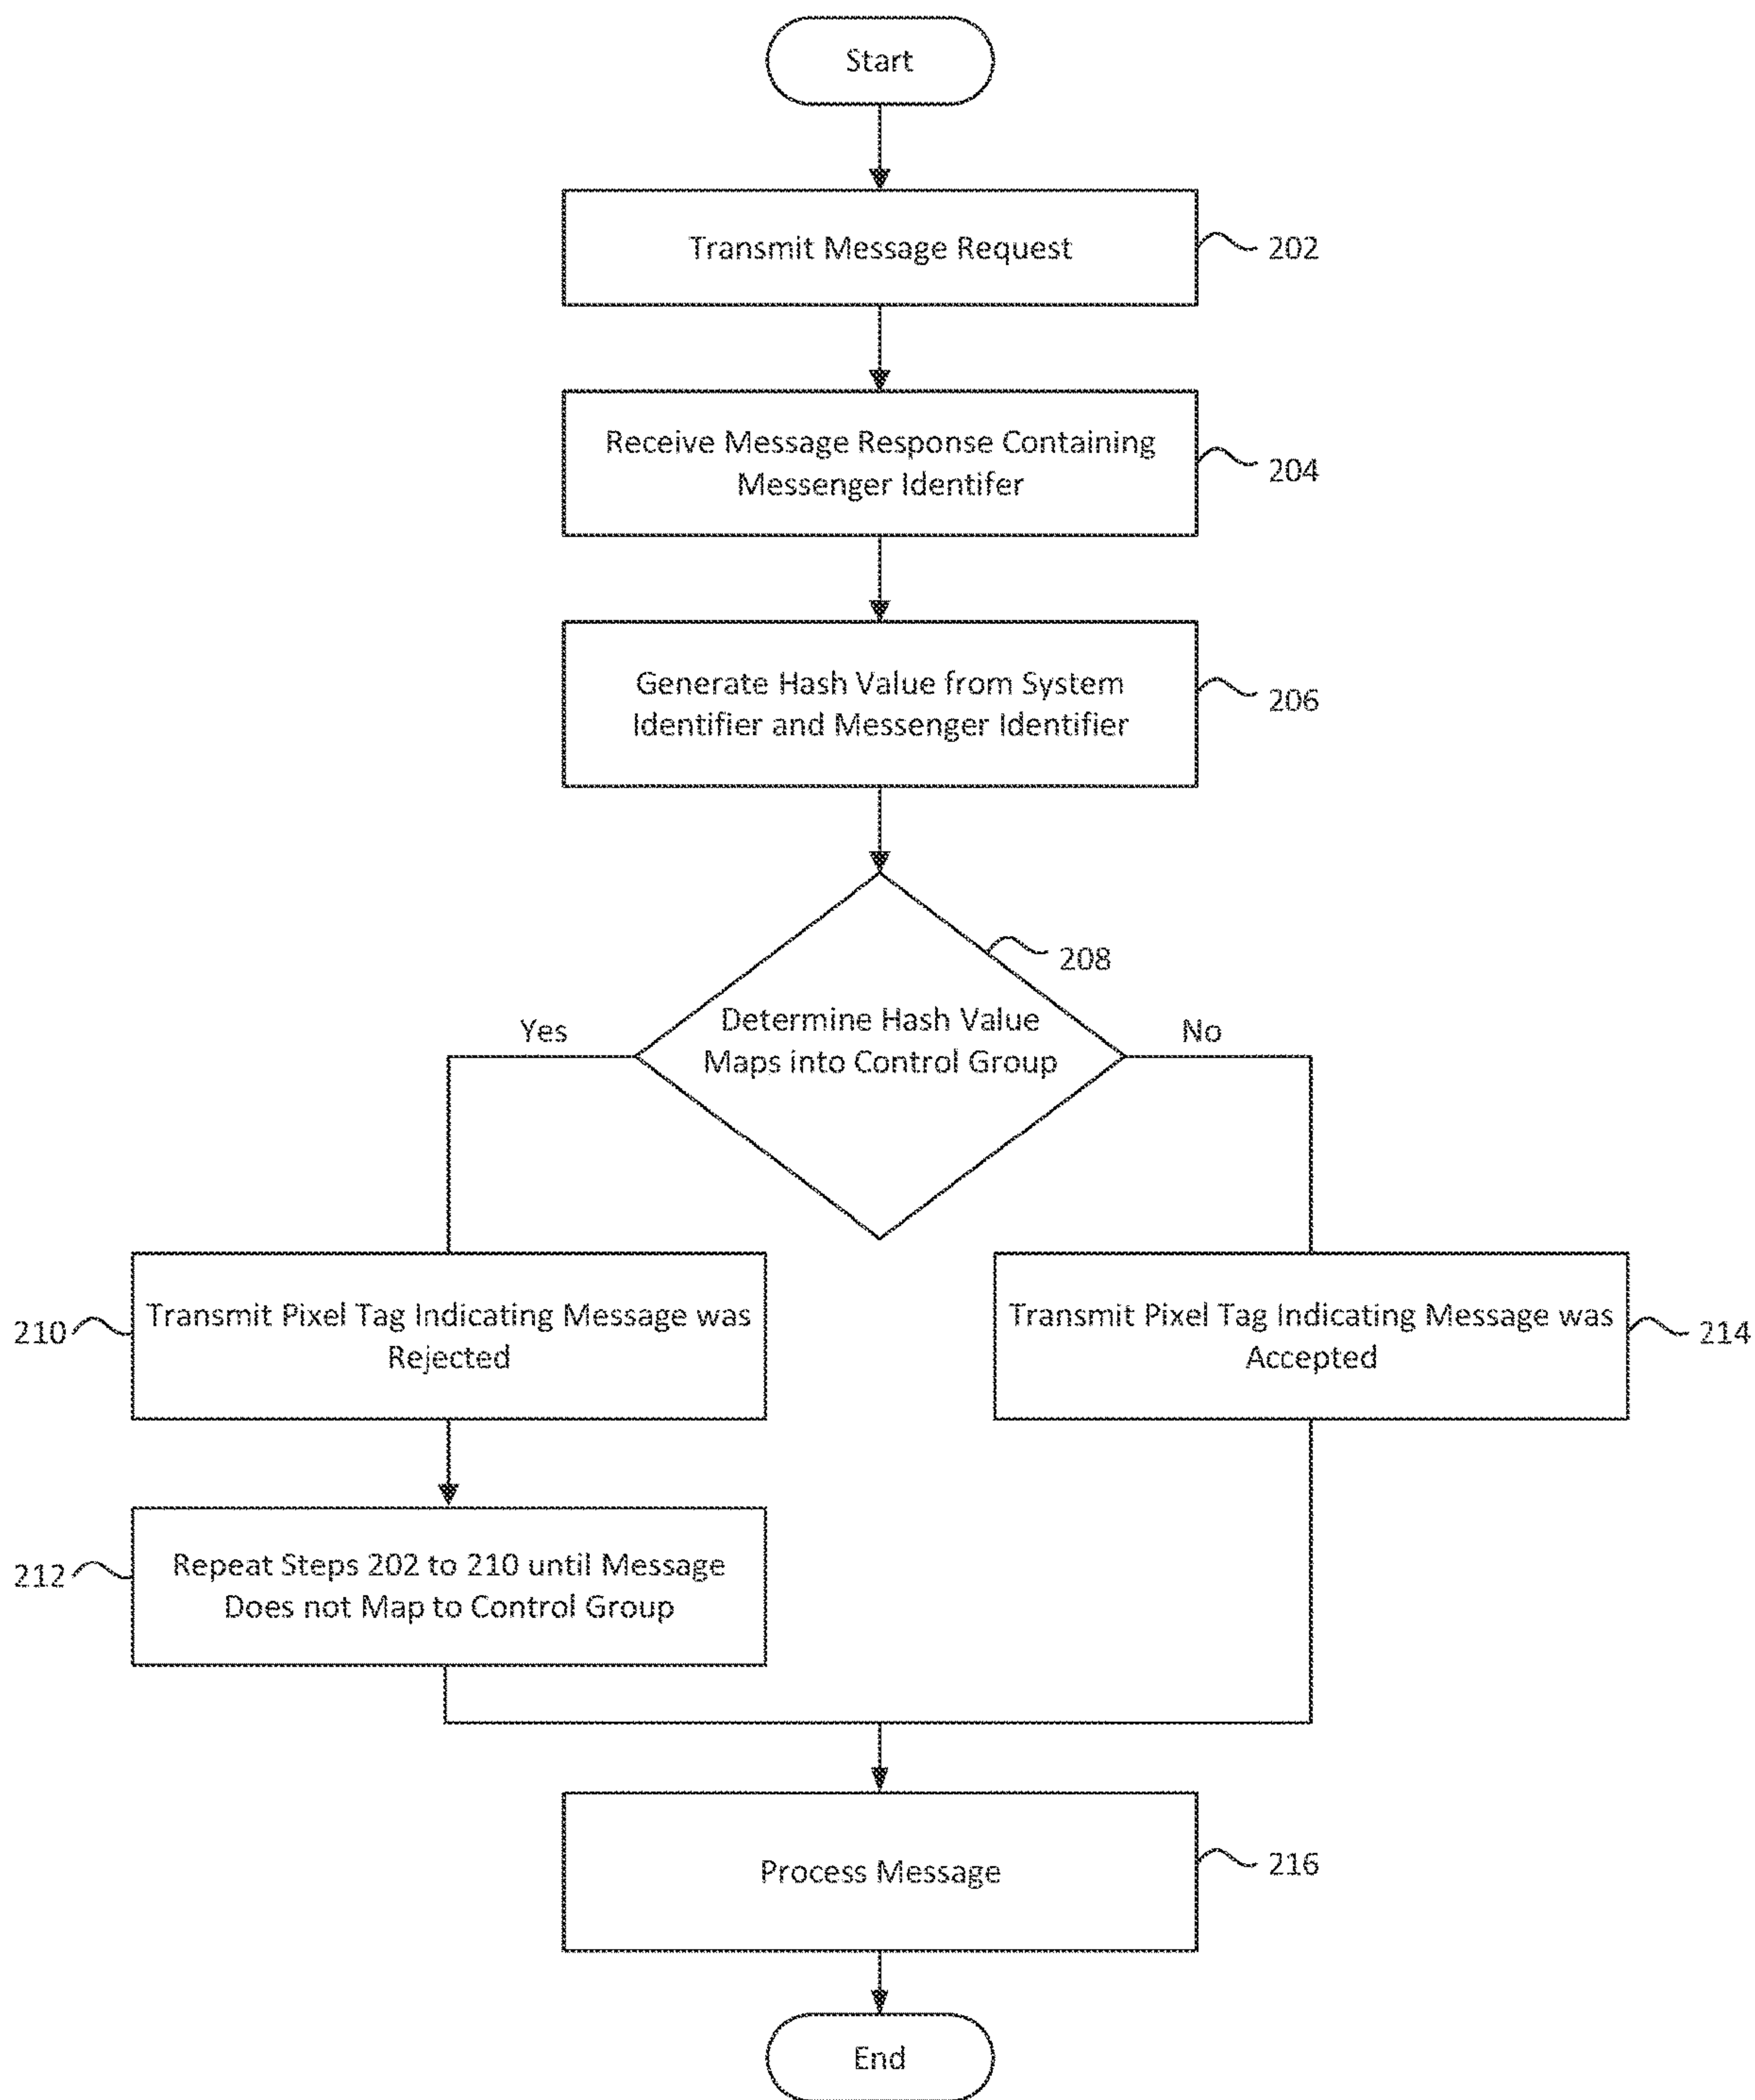 Start
Transmit Message Request
202
Receive Message Response Containing
Messenger Identifer
204
Generate Hash Value from System
Identifier and Messenger Identifier
206
208
Determine Hash Value
Maps into Control Group
Yes
No
210
Transmit Pixel Tag Indicating Message was
Rejected
Transmit Pixel Tag Indicating Message was
Accepted
214
212
Repeat Steps 202 to 210 until Message
Does not Map to Control Group
Process Message
216
End